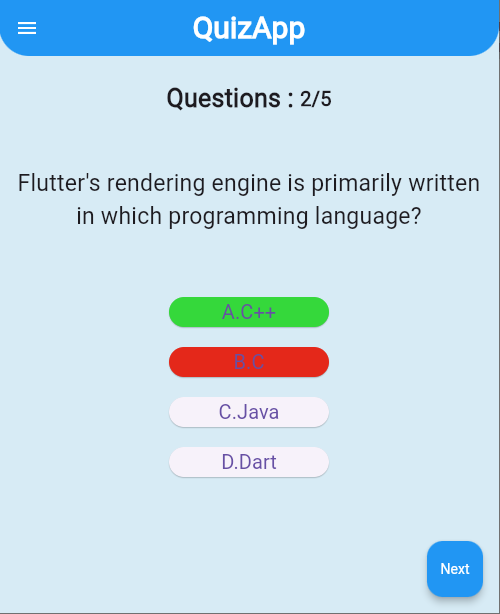 QuizApp
Questions : 2/5
Flutter's rendering engine is primarily written
in which programming language?
A.C++
B.C
C.Java
D.Dart
Next